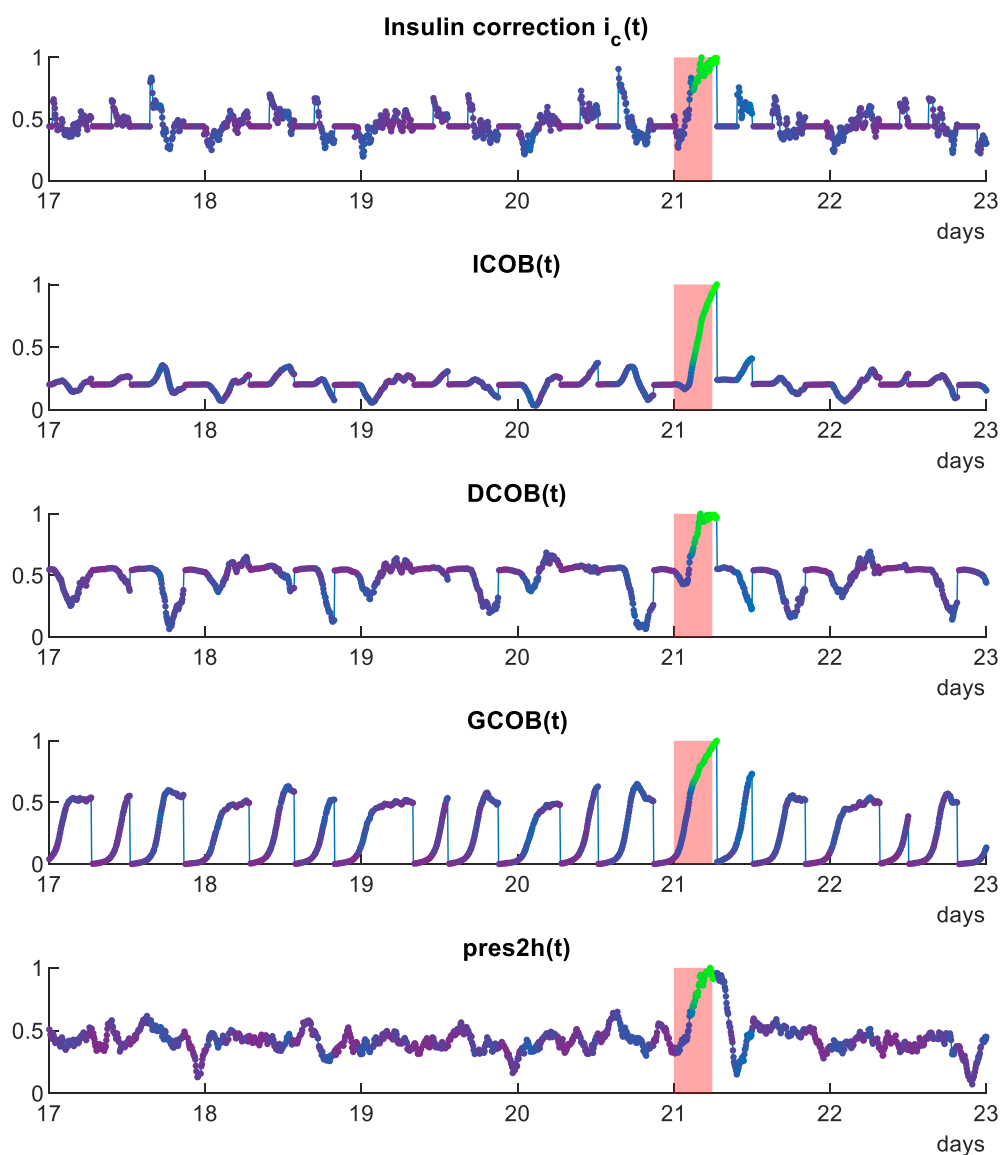 Insulin correction i_c(t)
1
0.5
0
17 18 19 20 21 22 23
days
ICOB(t)
1
0.5
0
17 18 19 20 21 22 23
days
DCOB(t)
1
0.5
0
17 18 19 20 21 22 23
days
GCOB(t)
1
0.5
0
17 18 19 20 21 22 23
days
pres2h(t)
1
0.5
0
17 18 19 20 21 22 23
days